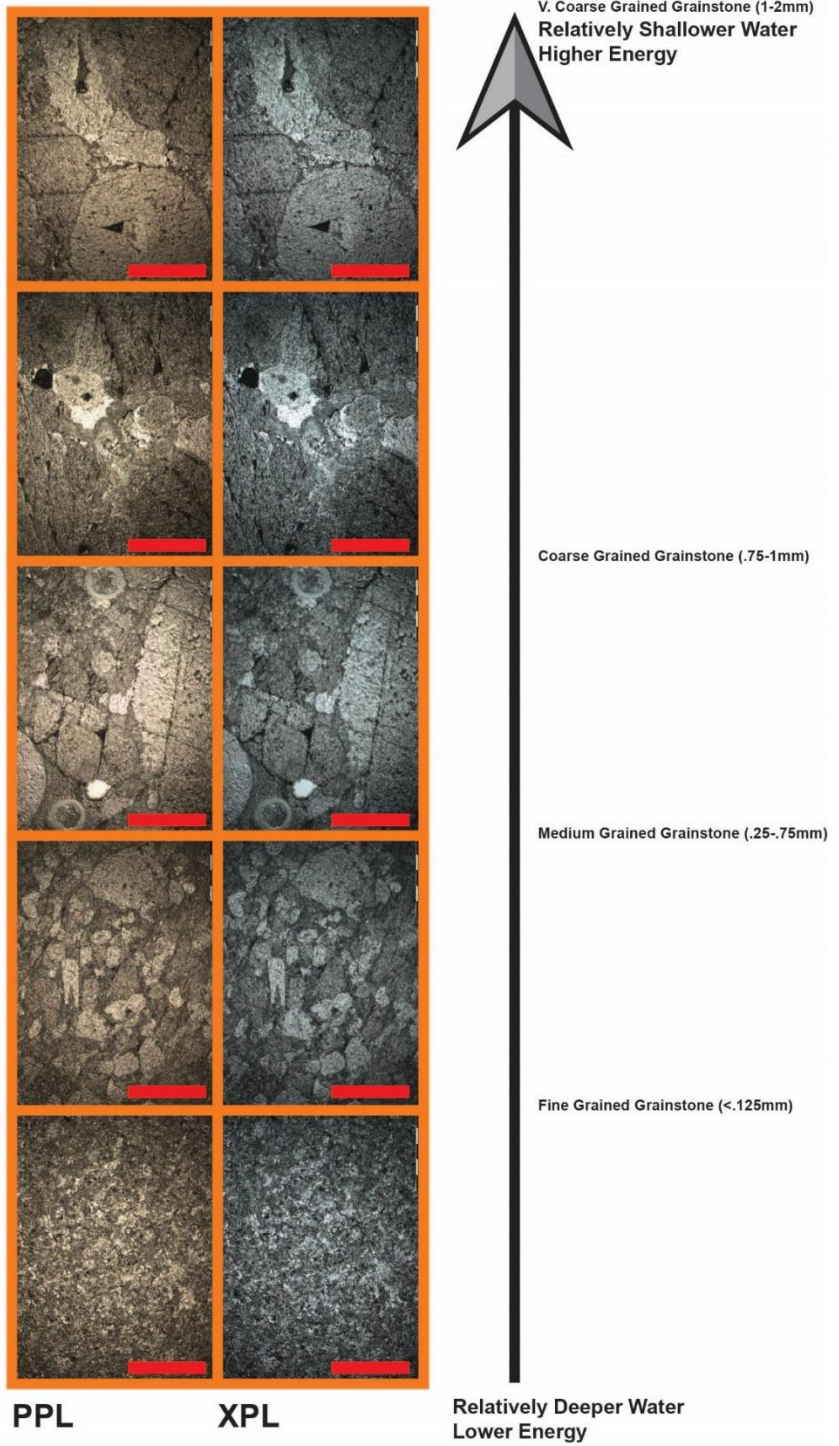 V. Coarse Grained Grainstone (1-2mm)
Relatively Shallower Water
Higher Energy
Coarse Grained Grainstone (.75-1mm)
Medium Grained Grainstone (.25-.75mm)
Fine Grained Grainstone (<.125mm)
PPL
XPL
Relatively Deeper Water
Lower Energy